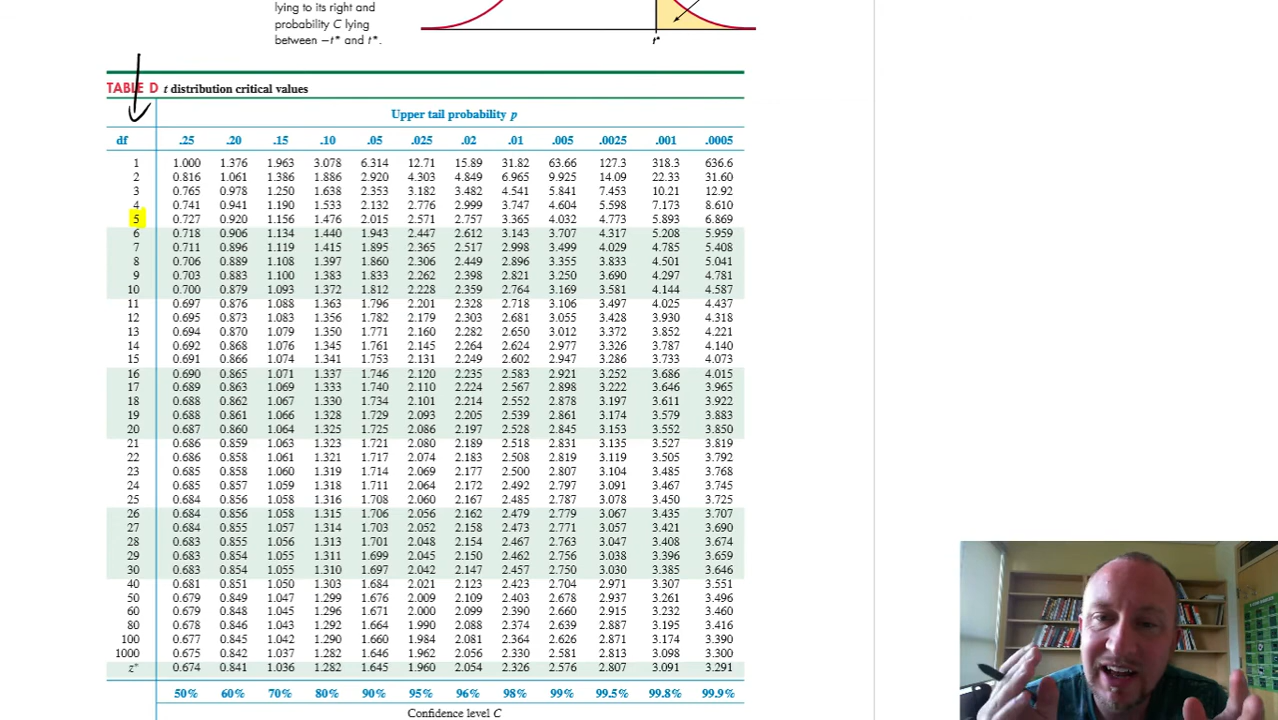 lying to its right and
probability C lying
between −t* and t*.
t*
TABLE D t distribution critical values
Upper tail probability p
df .25 .20 .15 .10 .05 .025 .02 .01 .005 .0025 .001 .0005
1 1.000 1.376 1.963 3.078 6.314 12.71 15.89 31.82 63.66 127.3 318.3 636.6
2 0.816 1.061 1.386 1.886 2.920 4.303 4.849 6.965 9.925 14.09 22.33 31.60
3 0.765 0.978 1.250 1.638 2.353 3.182 3.482 4.541 5.841 7.453 10.21 12.92
4 0.741 0.941 1.190 1.533 2.132 2.776 2.999 3.747 4.604 5.598 7.173 8.610
5 0.727 0.920 1.156 1.476 2.015 2.571 2.757 3.365 4.032 4.773 5.893 6.869
6 0.718 0.906 1.134 1.440 1.943 2.447 2.612 3.143 3.707 4.317 5.208 5.959
7 0.711 0.896 1.119 1.415 1.895 2.365 2.517 2.998 3.499 4.029 4.785 5.408
8 0.706 0.889 1.108 1.397 1.860 2.306 2.449 2.896 3.355 3.833 4.501 5.041
9 0.703 0.883 1.100 1.383 1.833 2.262 2.398 2.821 3.250 3.690 4.297 4.781
10 0.700 0.879 1.093 1.372 1.812 2.228 2.359 2.764 3.169 3.581 4.144 4.587
11 0.697 0.876 1.088 1.363 1.796 2.201 2.328 2.718 3.106 3.497 4.025 4.437
12 0.695 0.873 1.083 1.356 1.782 2.179 2.303 2.681 3.055 3.428 3.930 4.318
13 0.694 0.870 1.079 1.350 1.771 2.160 2.282 2.650 3.012 3.372 3.852 4.221
14 0.692 0.868 1.076 1.345 1.761 2.145 2.264 2.624 2.977 3.326 3.787 4.140
15 0.691 0.866 1.074 1.341 1.753 2.131 2.249 2.602 2.947 3.286 3.733 4.073
16 0.690 0.865 1.071 1.337 1.746 2.120 2.235 2.583 2.921 3.252 3.686 4.015
17 0.689 0.863 1.069 1.333 1.740 2.110 2.224 2.567 2.898 3.222 3.646 3.965
18 0.688 0.862 1.067 1.330 1.734 2.101 2.214 2.552 2.878 3.197 3.611 3.922
19 0.688 0.861 1.066 1.328 1.729 2.093 2.205 2.539 2.861 3.174 3.579 3.883
20 0.687 0.860 1.064 1.325 1.725 2.086 2.197 2.528 2.845 3.153 3.552 3.850
21 0.686 0.859 1.063 1.323 1.721 2.080 2.189 2.518 2.831 3.135 3.527 3.819
22 0.686 0.858 1.061 1.321 1.717 2.074 2.183 2.508 2.819 3.119 3.505 3.792
23 0.685 0.858 1.060 1.319 1.714 2.069 2.177 2.500 2.807 3.104 3.485 3.768
24 0.685 0.857 1.059 1.318 1.711 2.064 2.172 2.492 2.797 3.091 3.467 3.745
25 0.684 0.856 1.058 1.316 1.708 2.060 2.167 2.485 2.787 3.078 3.450 3.725
26 0.684 0.856 1.058 1.315 1.706 2.056 2.162 2.479 2.779 3.067 3.435 3.707
27 0.684 0.855 1.057 1.314 1.703 2.052 2.158 2.473 2.771 3.057 3.421 3.690
28 0.683 0.855 1.056 1.313 1.701 2.048 2.154 2.467 2.763 3.047 3.408 3.674
29 0.683 0.854 1.055 1.311 1.699 2.045 2.150 2.462 2.756 3.038 3.396 3.659
30 0.683 0.854 1.055 1.310 1.697 2.042 2.147 2.457 2.750 3.030 3.385 3.646
40 0.681 0.851 1.050 1.303 1.684 2.021 2.123 2.423 2.704 2.971 3.307 3.551
50 0.679 0.849 1.047 1.299 1.676 2.009 2.109 2.403 2.678 2.937 3.261 3.496
60 0.679 0.848 1.045 1.296 1.671 2.000 2.099 2.390 2.660 2.915 3.232 3.460
80 0.678 0.846 1.043 1.292 1.664 1.990 2.088 2.374 2.639 2.887 3.195 3.416
100 0.677 0.845 1.042 1.290 1.660 1.984 2.081 2.364 2.626 2.871 3.174 3.390
1000 0.675 0.842 1.037 1.282 1.646 1.962 2.056 2.330 2.581 2.813 3.098 3.300
z* 0.674 0.841 1.036 1.282 1.645 1.960 2.054 2.326 2.576 2.807 3.091 3.291
50% 60% 70% 80% 90% 95% 96% 98% 99% 99.5% 99.8% 99.9%
Confidence level C